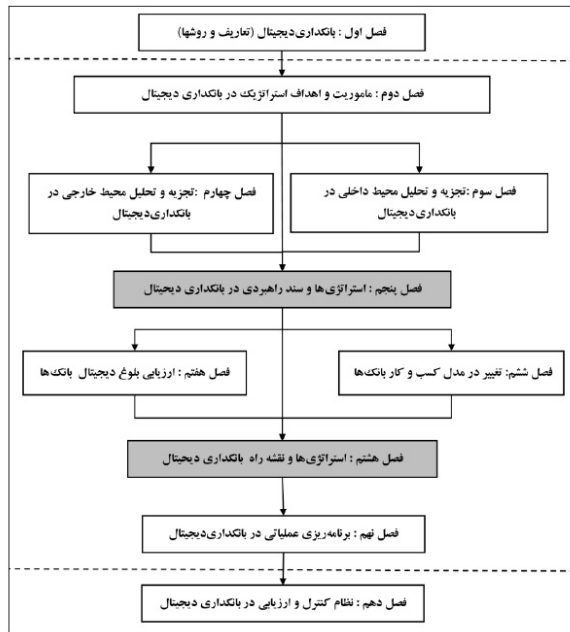 فصل اول : بانکداری‌دیجیتال (تعاریف و روشها)
فصل دوم : ماموریت و اهداف استراتژیک در بانکداری دیجیتال
فصل سوم :تجزیه و تحلیل محیط داخلی در
بانکداری‌دیجیتال
فصل چهارم :تجزیه و تحلیل محیط خارجی در
بانکداری‌دیجیتال
فصل پنجم : استراتژی‌ها و سند راهبردی در بانکداری دیجیتال
فصل ششم: تغییر در مدل کسب و کار بانک‌ها
فصل هفتم : ارزیابی بلوغ دیجیتال بانک‌ها
فصل هشتم : استراتژی‌ها و نقشه راه بانکداری دیجیتال
فصل نهم : برنامه‌ریزی عملیاتی در بانکداری‌دیجیتال
فصل دهم : نظام کنترل و ارزیابی در بانکداری دیجیتال